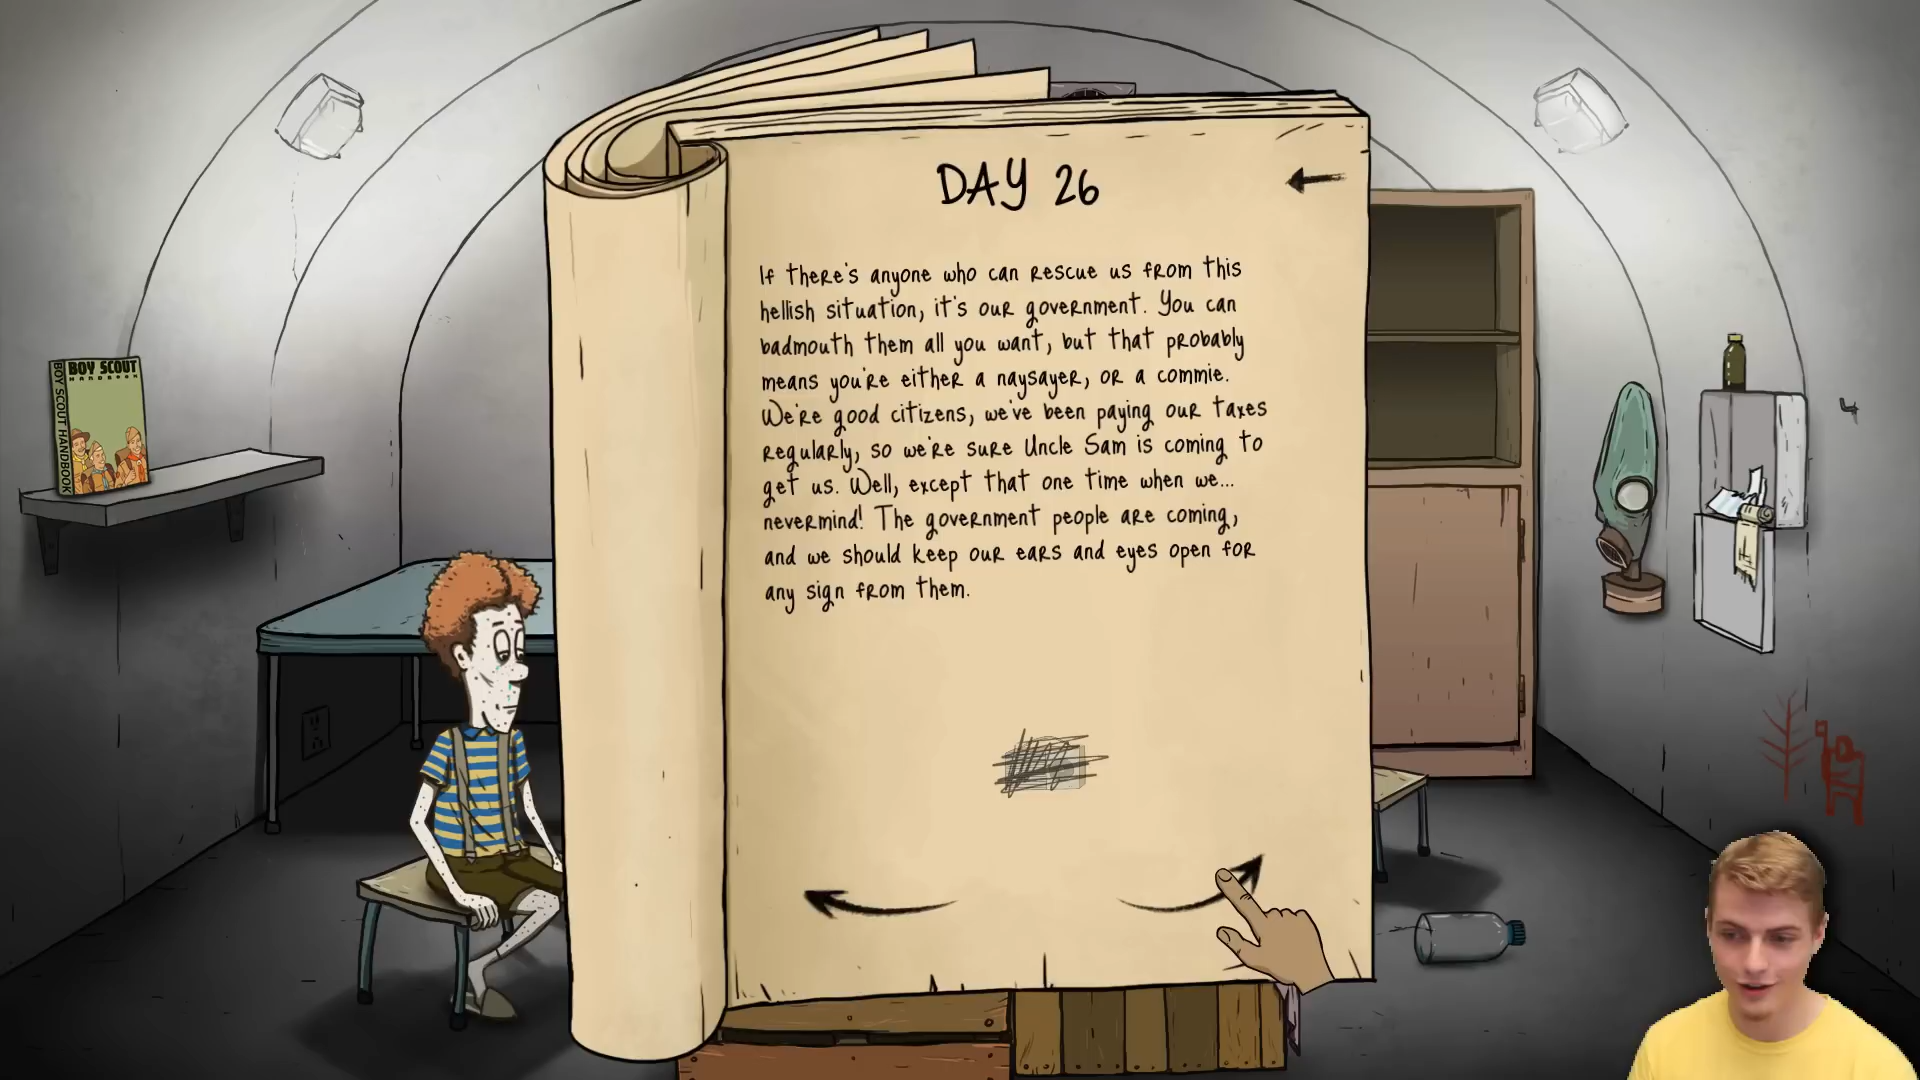 DAY 26
If there's anyone who can rescue us from this
hellish situation, it's our government. You can
badmouth them all you want, but that probably
means you're either a naysayer, or a commie.
We're good citizens, we've been paying our taxes
regularly, so we're sure Uncle Sam is coming to
get us. Well, except that one time when we...
nevermind! The government people are coming,
and we should keep our ears and eyes open for
any sign from them.
BOY SCOUT
HANDBOOK
BOY SCOUT HANDBOOK